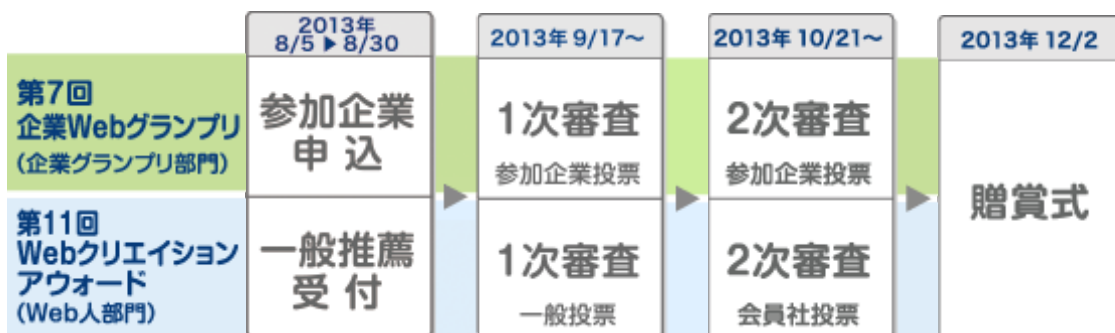 2013年
8/5 ▶ 8/30
2013年 9/17～
2013年 10/21～
2013年 12/2
第7回
企業Webグランプリ
（企業グランプリ部門）
参加企業
申 込
1次審査
参加企業投票
2次審査
参加企業投票
贈賞式
第11回
Webクリエイション
アウォード
（Web人部門）
一般推薦
受 付
1次審査
一般投票
2次審査
会員社投票